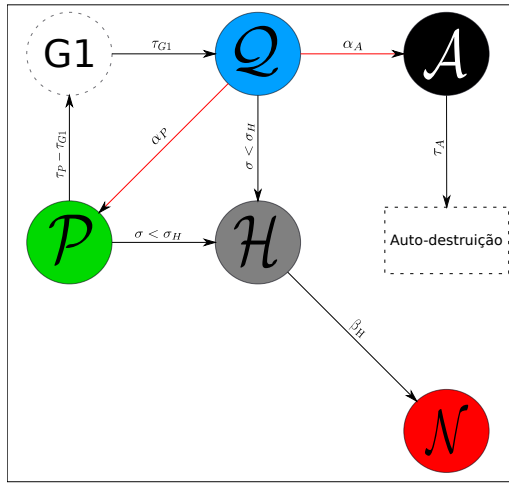 G1
τ_{G1}
𝒬
α_A
𝒜
τ_P − τ_{G1}
α_P
σ < σ_H
τ_A
𝒫
σ < σ_H
ℋ
Auto-destruição
β_H
𝒩